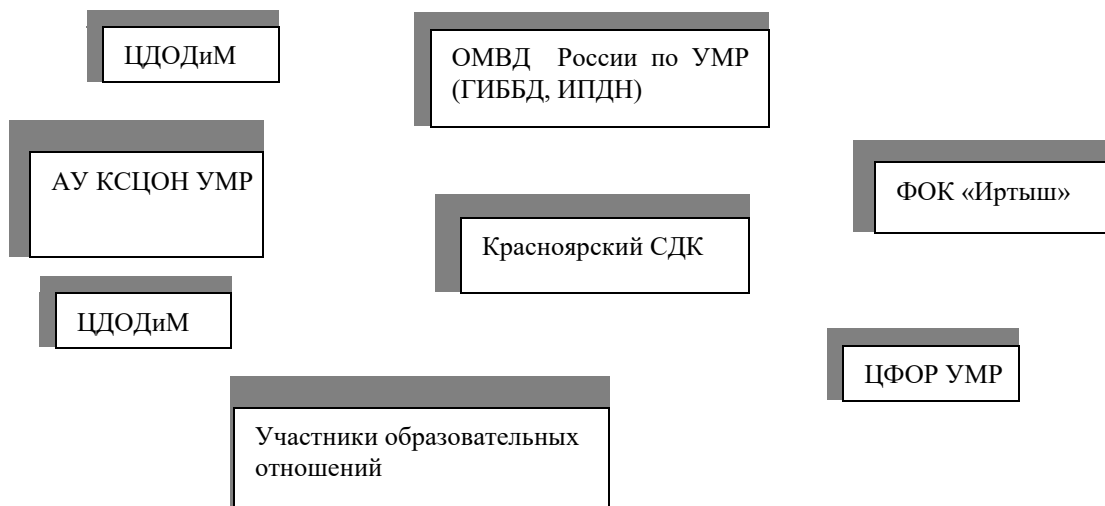 ЦДОДиМ
ОМВД России по УМР
(ГИББД, ИПДН)
АУ КСЦОН УМР
ФОК «Иртыш»
Красноярский СДК
ЦДОДиМ
ЦФОР УМР
Участники образовательных
отношений